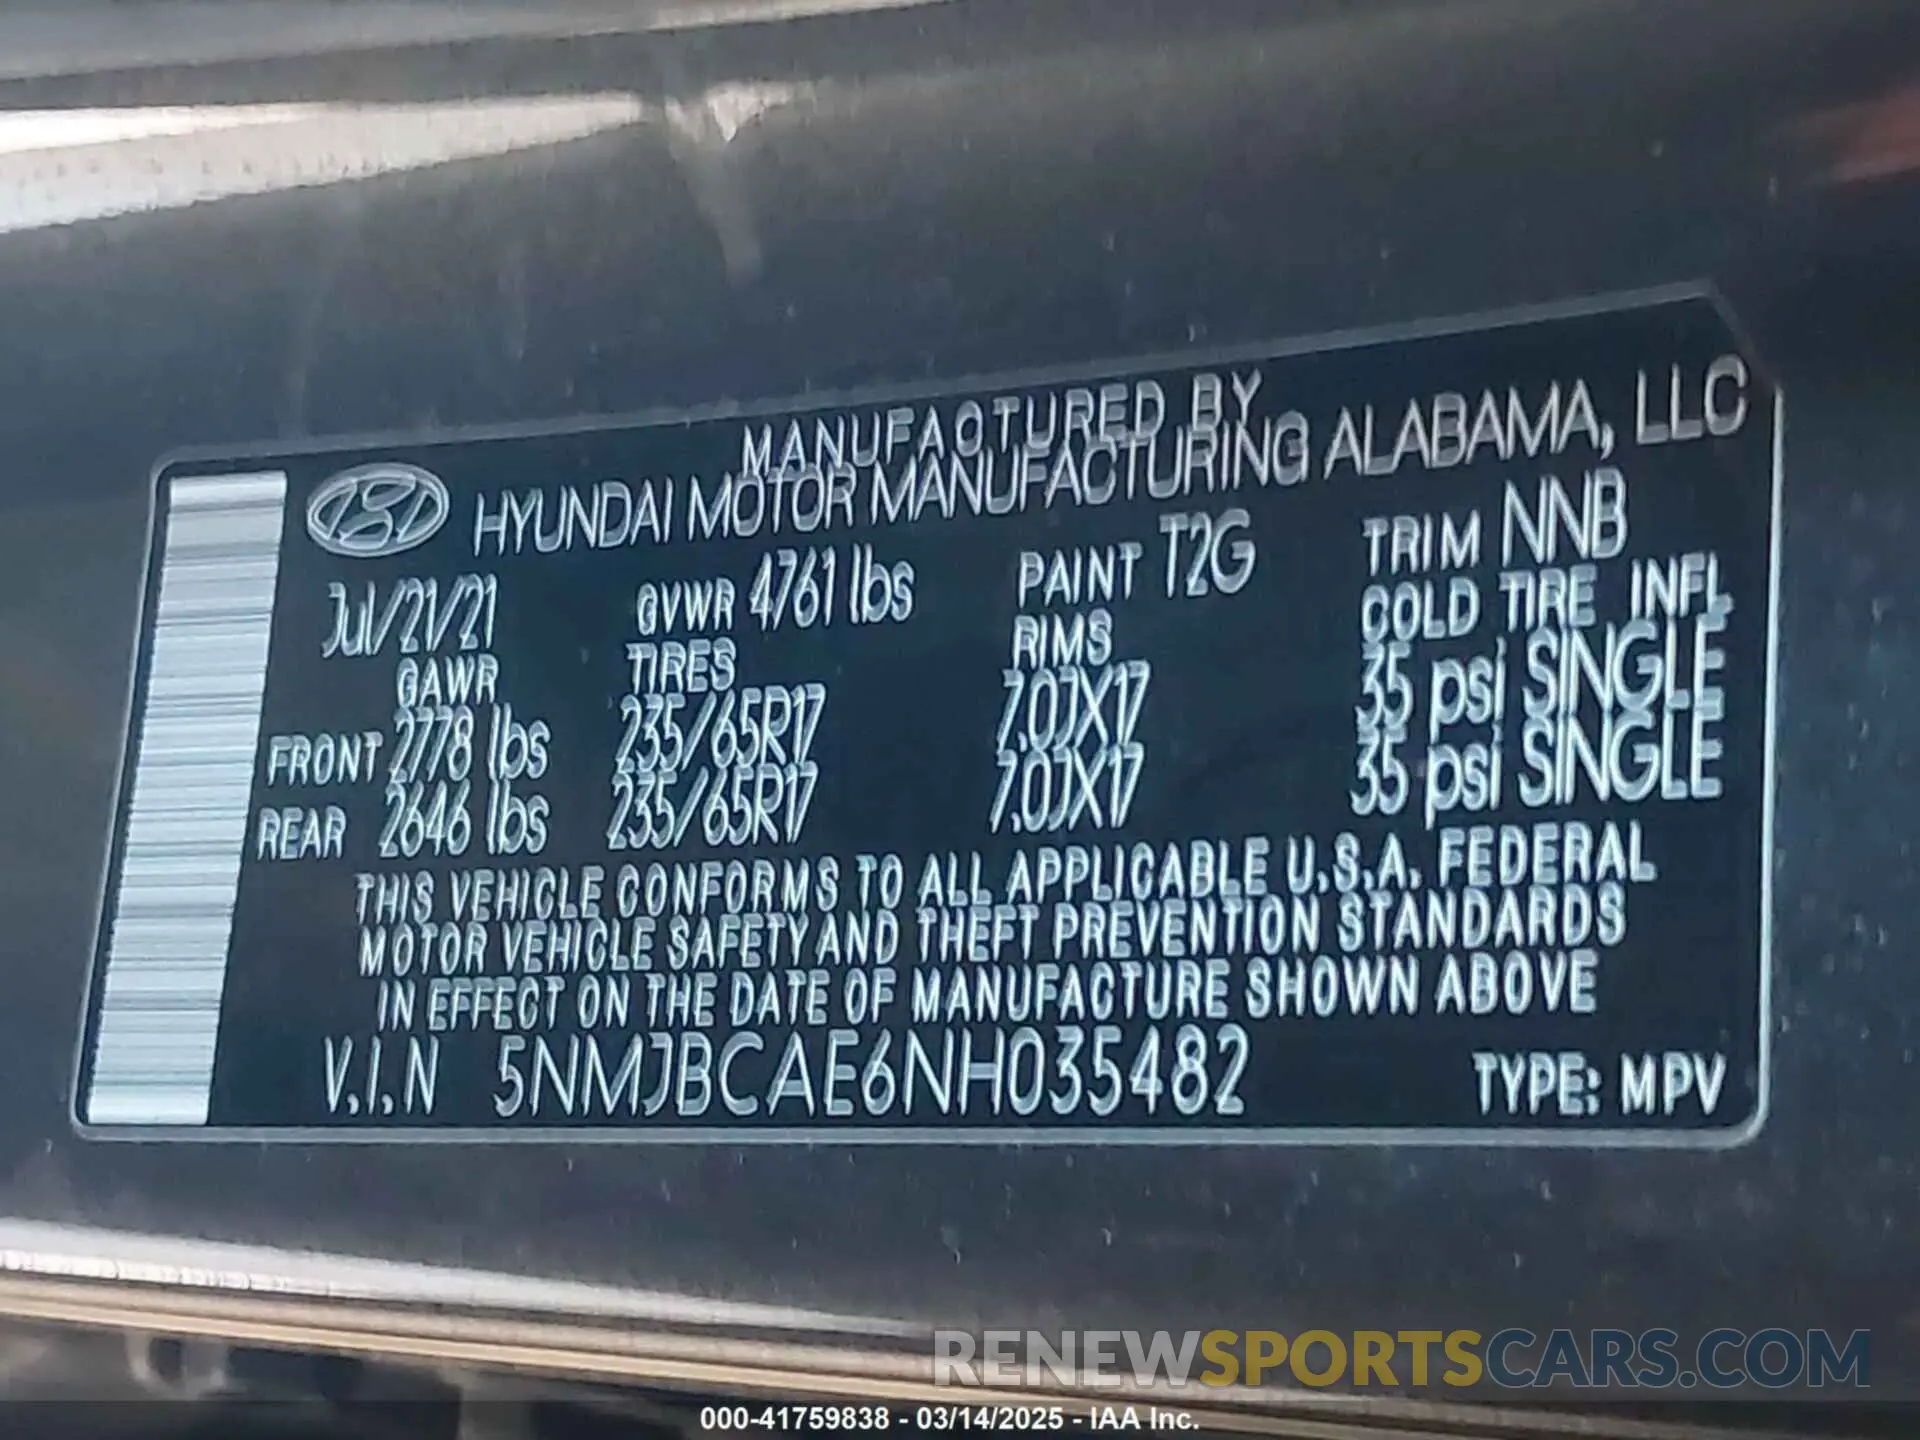 MANUFACTURED BY
HYUNDAI MOTOR MANUFACTURING ALABAMA, LLC
Jul/21/21 GVWR 4761 lbs PAINT T2G TRIM NNB
GAWR TIRES RIMS COLD TIRE INFL
FRONT 2778 lbs 235/65R17 7.0JX17 35 psi SINGLE
REAR 2646 lbs 235/65R17 7.0JX17 35 psi SINGLE
THIS VEHICLE CONFORMS TO ALL APPLICABLE U.S.A. FEDERAL
MOTOR VEHICLE SAFETY AND THEFT PREVENTION STANDARDS
IN EFFECT ON THE DATE OF MANUFACTURE SHOWN ABOVE
V.I.N 5NMJBCAE6NH035482 TYPE: MPV
RENEWSPORTSCARS.COM
000-41759838 - 03/14/2025 - IAA Inc.